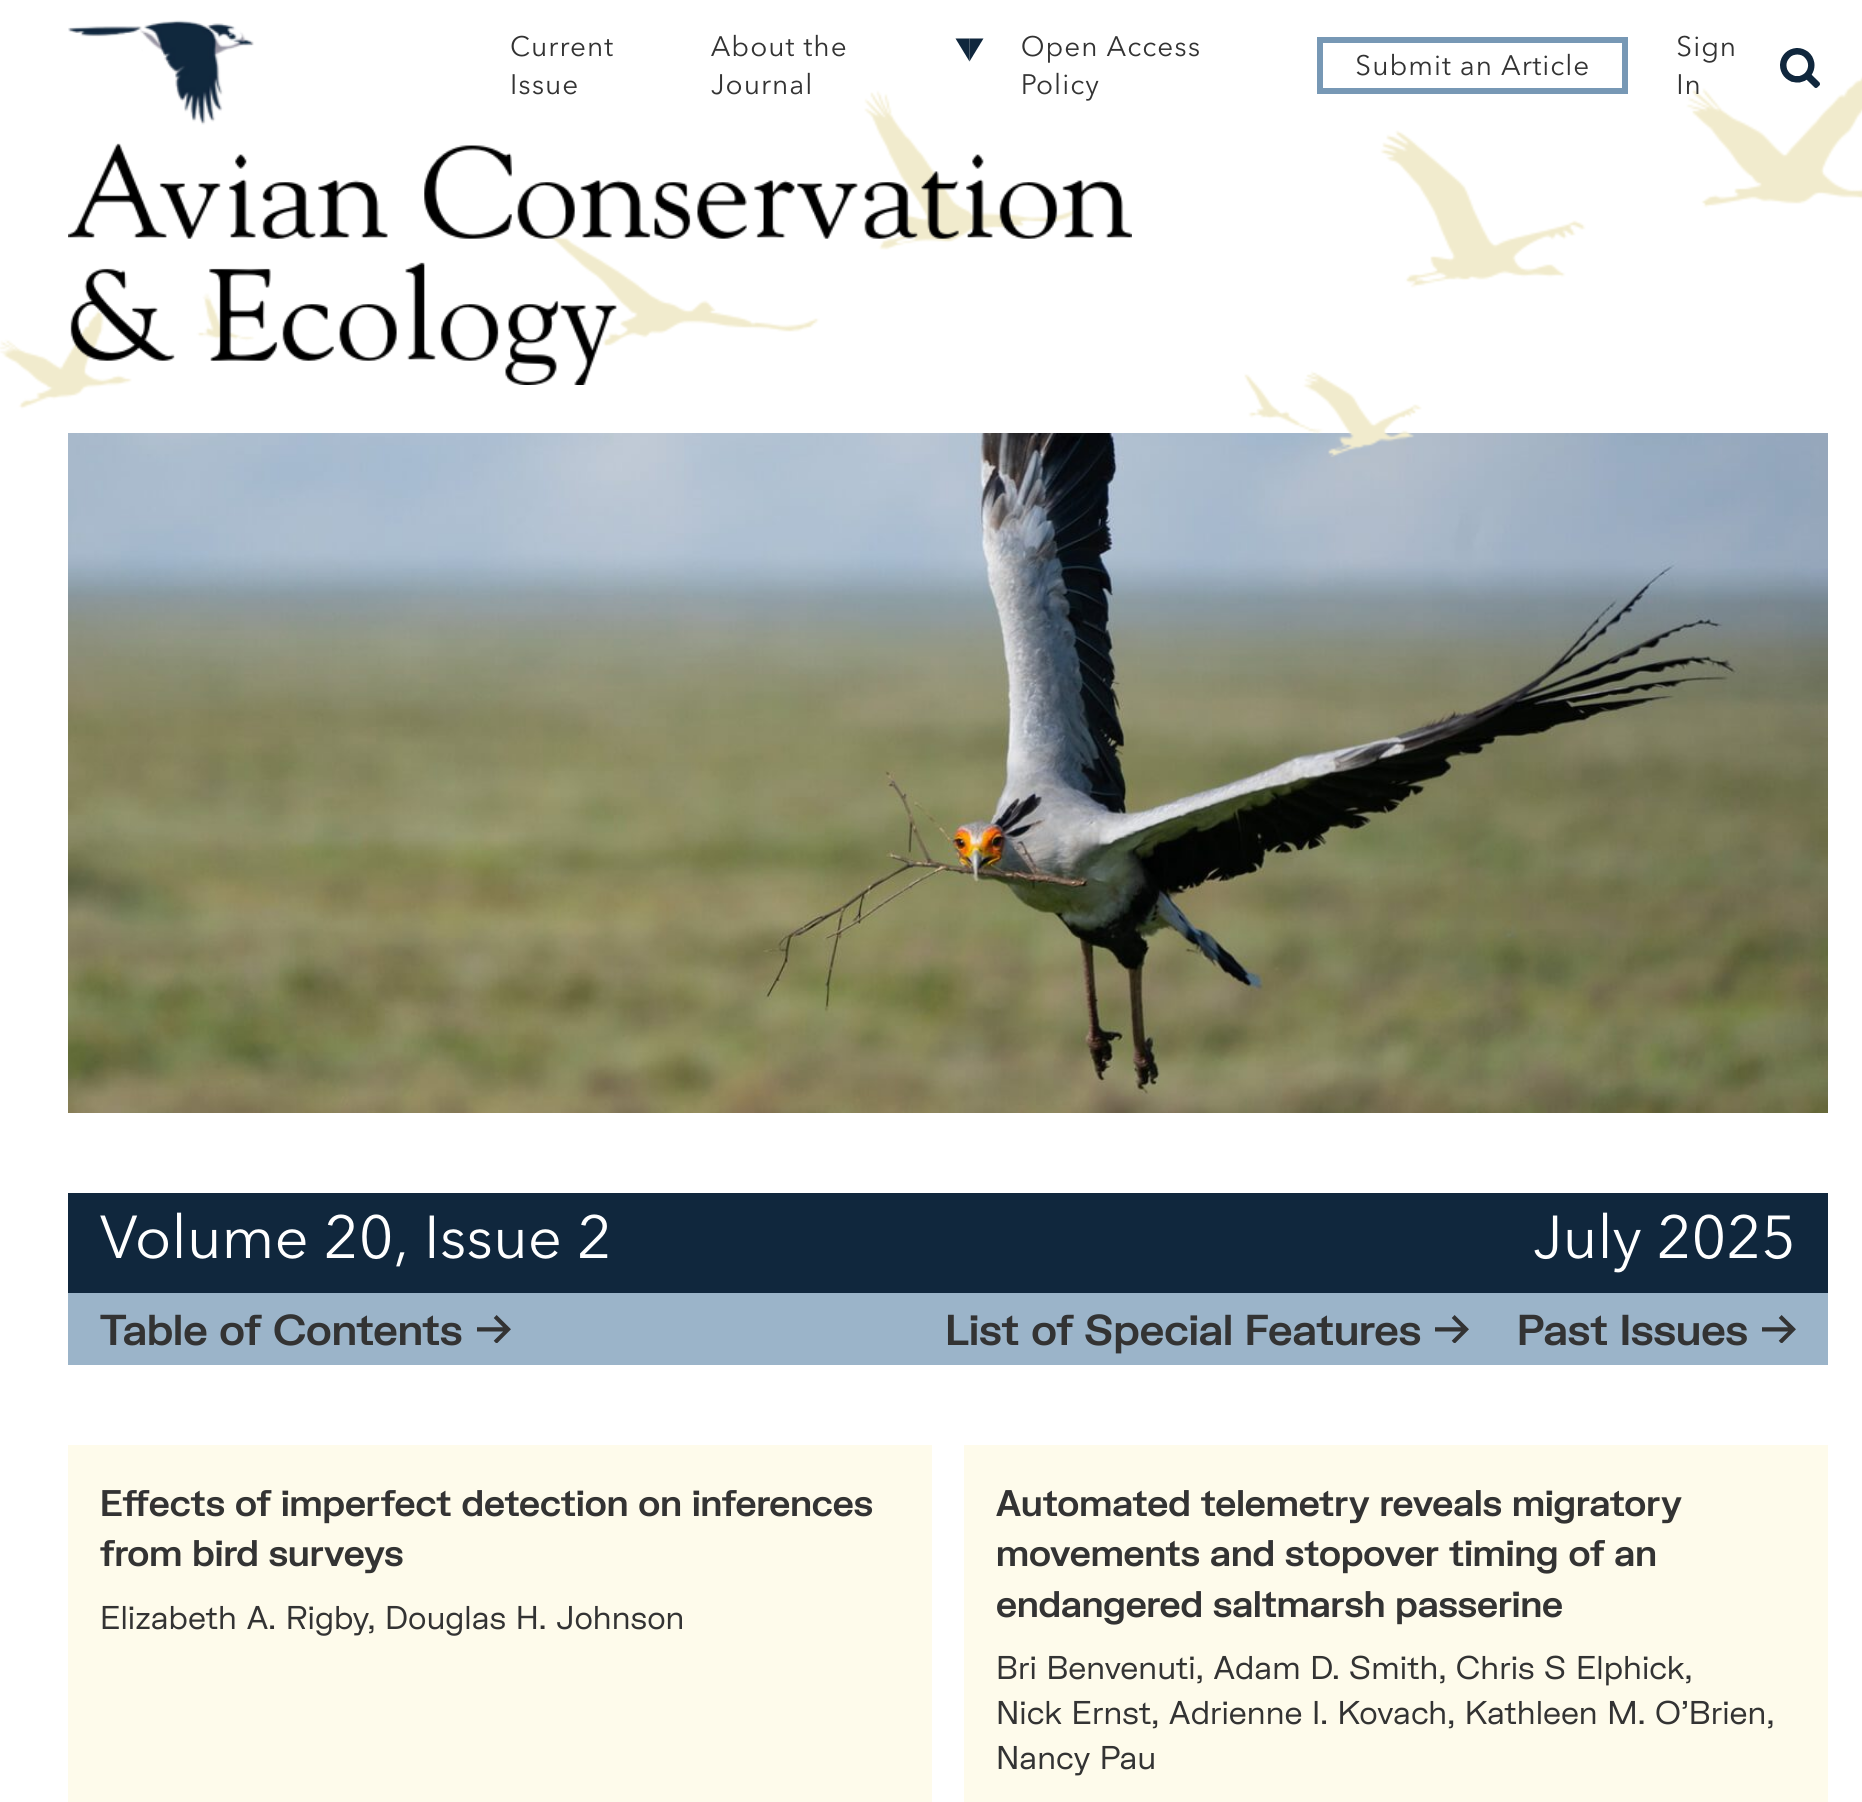 Current
Issue
About the
Journal
Open Access
Policy
Submit an Article
Sign
In
Avian Conservation
& Ecology
Volume 20, Issue 2
July 2025
Table of Contents →
List of Special Features →
Past Issues →
Effects of imperfect detection on inferences
from bird surveys
Elizabeth A. Rigby, Douglas H. Johnson
Automated telemetry reveals migratory
movements and stopover timing of an
endangered saltmarsh passerine
Bri Benvenuti, Adam D. Smith, Chris S Elphick,
Nick Ernst, Adrienne I. Kovach, Kathleen M. O’Brien,
Nancy Pau